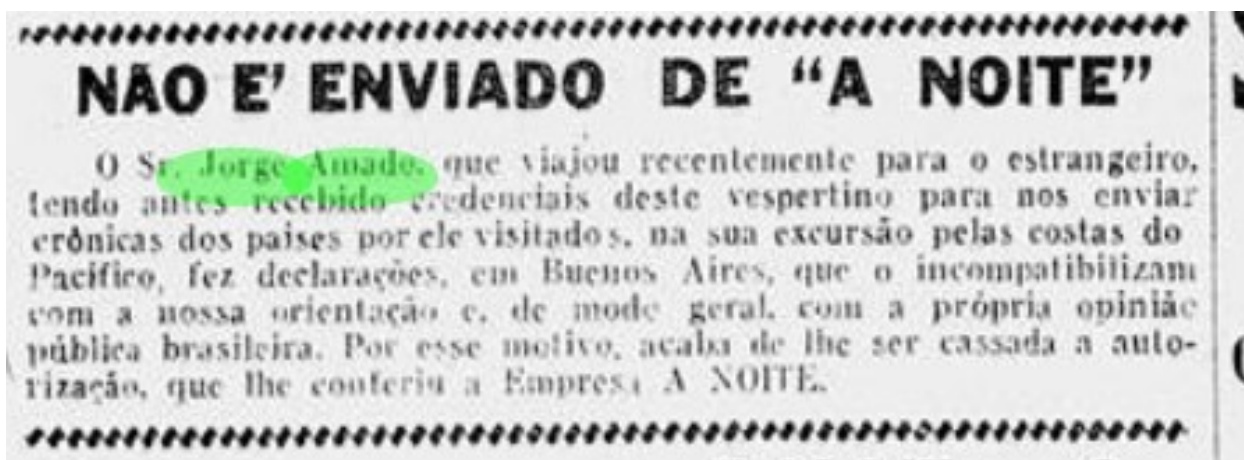 NÃO E' ENVIADO DE "A NOITE"
O Sr. Jorge Amado, que viajou recentemente para o estrangeiro,
tendo antes recebido credenciais deste vespertino para nos enviar
crônicas dos paises por ele visitados, na sua excursão pelas costas do
Pacifico, fez declarações, em Buenos Aires, que o incompatibilizam
com a nossa orientação e, de modo geral, com a própria opinião
pública brasileira. Por esse motivo, acaba de lhe ser cassada a auto-
rização, que lhe conferiu a Empresa A NOITE.